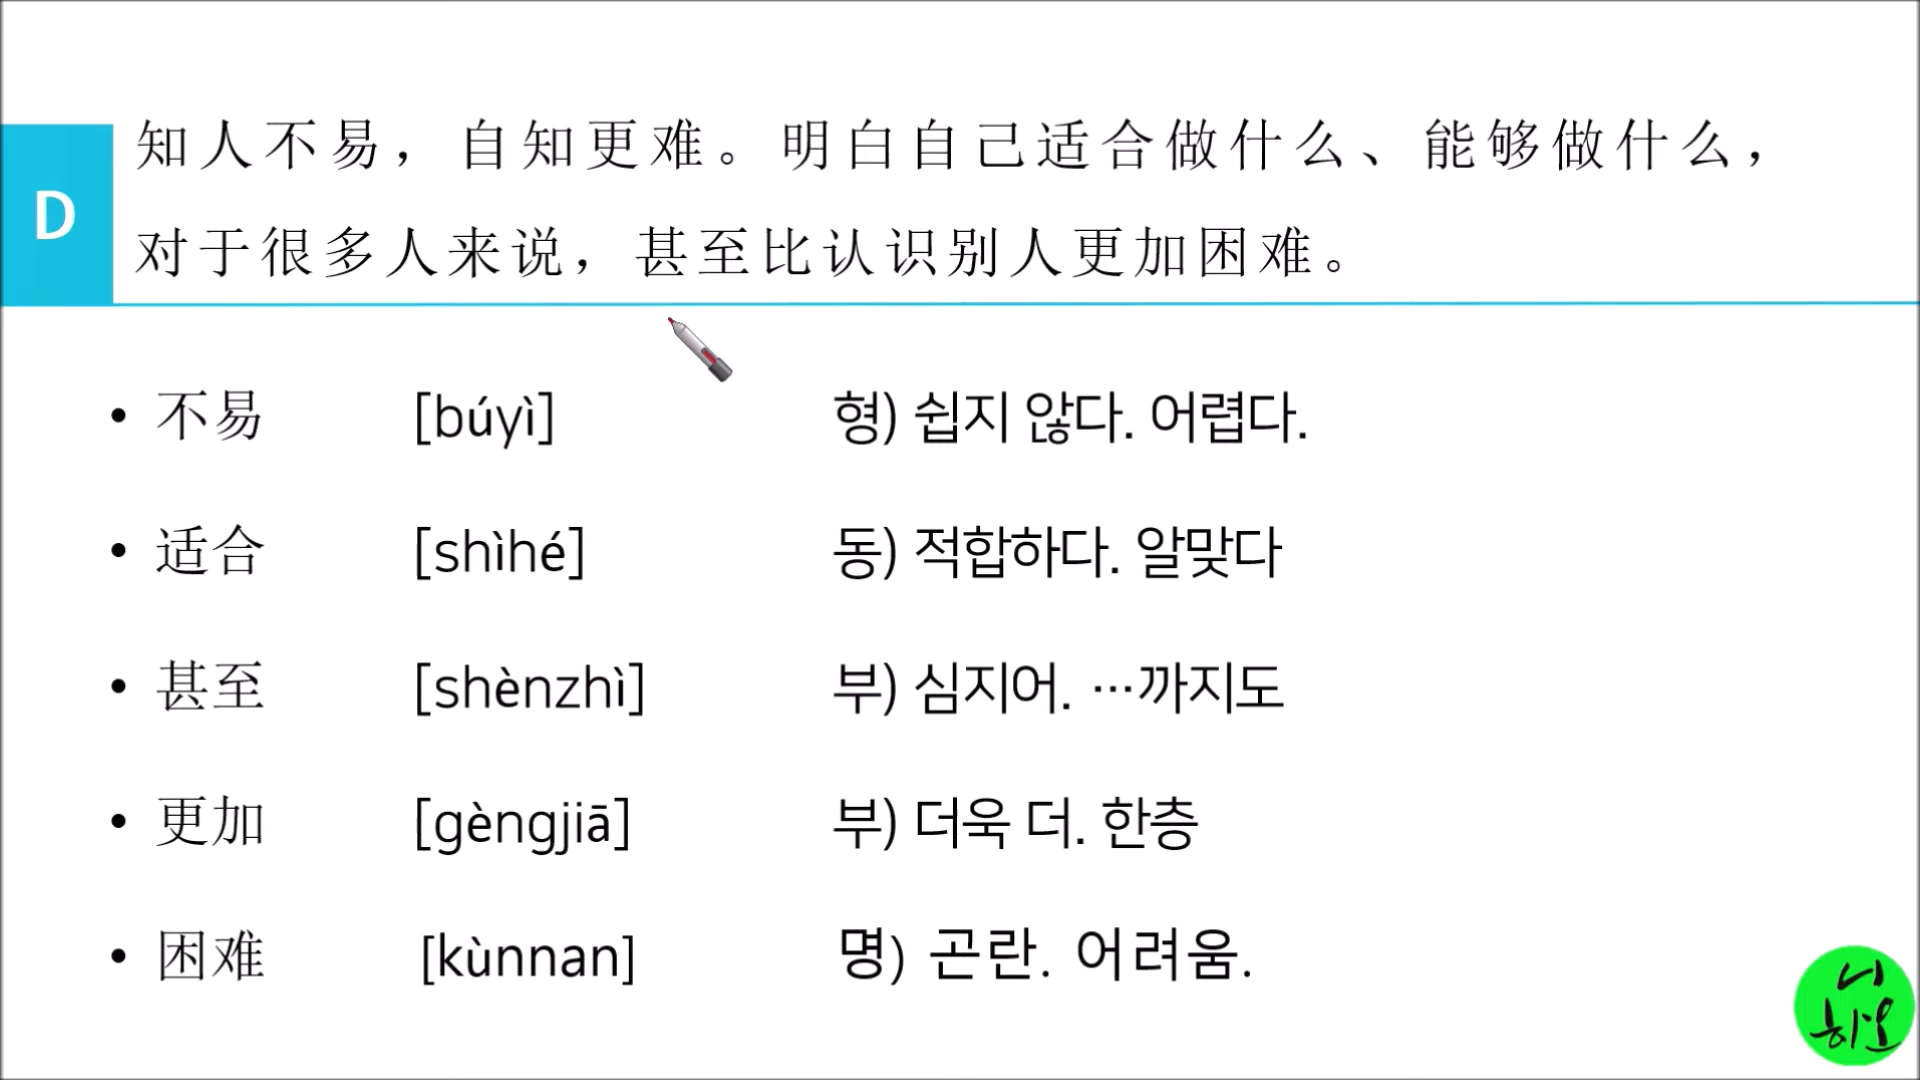 知人不易，自知更难。明白自己适合做什么、能够做什么，
D
对于很多人来说，甚至比认识别人更加困难。
• 不易 [búyì] 형) 쉽지 않다. 어렵다.
• 适合 [shìhé] 동) 적합하다. 알맞다
• 甚至 [shènzhì] 부) 심지어. …까지도
• 更加 [gèngjiā] 부) 더욱 더. 한층
• 困难 [kùnnan] 명) 곤란. 어려움.
니
하오